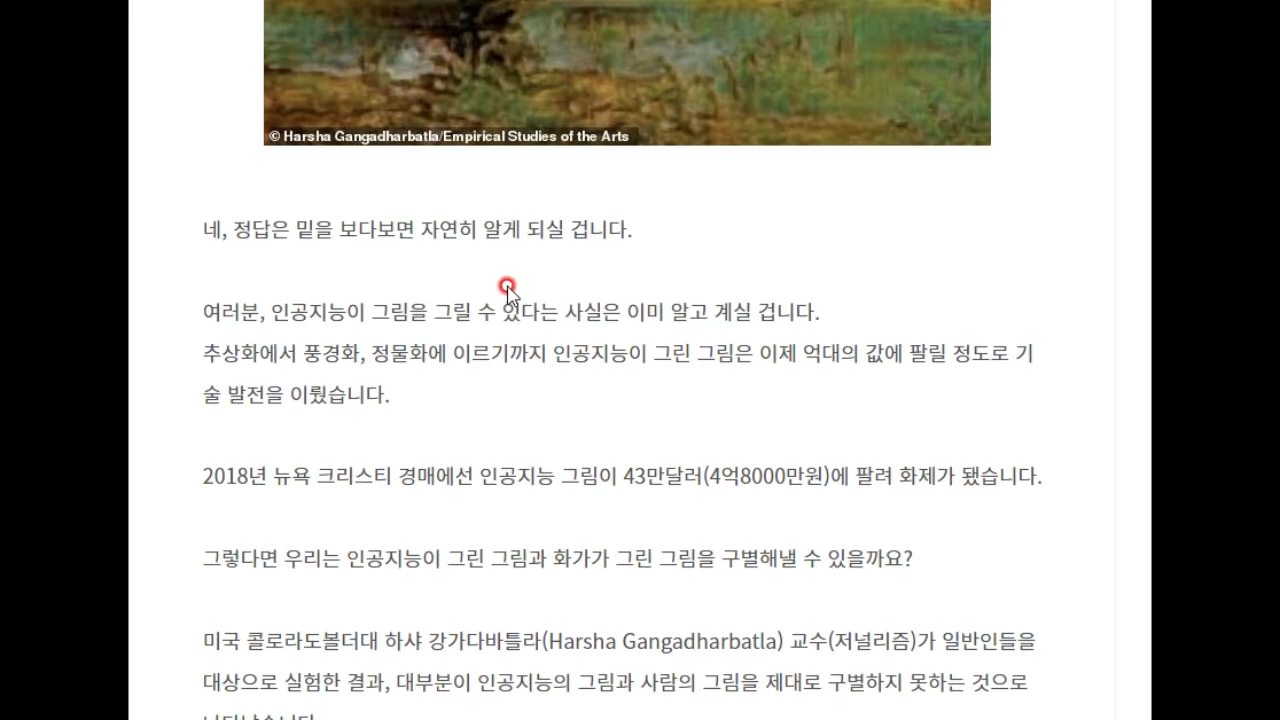 © Harsha Gangadharbatla/Empirical Studies of the Arts
네, 정답은 밑을 보다보면 자연히 알게 되실 겁니다.
여러분, 인공지능이 그림을 그릴 수 있다는 사실은 이미 알고 계실 겁니다.
추상화에서 풍경화, 정물화에 이르기까지 인공지능이 그린 그림은 이제 억대의 값에 팔릴 정도로 기
술 발전을 이뤘습니다.
2018년 뉴욕 크리스티 경매에선 인공지능 그림이 43만달러(4억8000만원)에 팔려 화제가 됐습니다.
그렇다면 우리는 인공지능이 그린 그림과 화가가 그린 그림을 구별해낼 수 있을까요?
미국 콜로라도볼더대 하샤 강가다바틀라(Harsha Gangadharbatla) 교수(저널리즘)가 일반인들을
대상으로 실험한 결과, 대부분이 인공지능의 그림과 사람의 그림을 제대로 구별하지 못하는 것으로